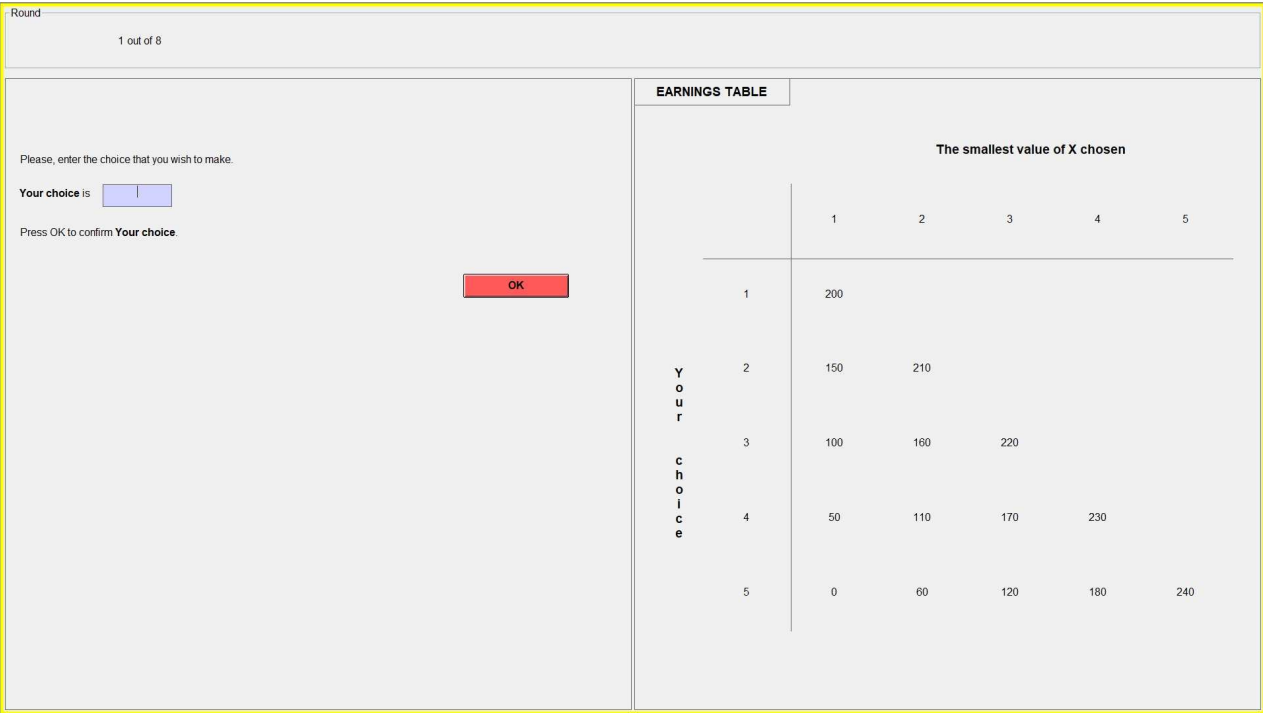 Round
1 out of 8
Please, enter the choice that you wish to make.
Your choice is
Press OK to confirm Your choice.
OK
EARNINGS TABLE
The smallest value of X chosen
1 2 3 4 5
Your choice
1 200
2 150 210
3 100 160 220
4 50 110 170 230
5 0 60 120 180 240